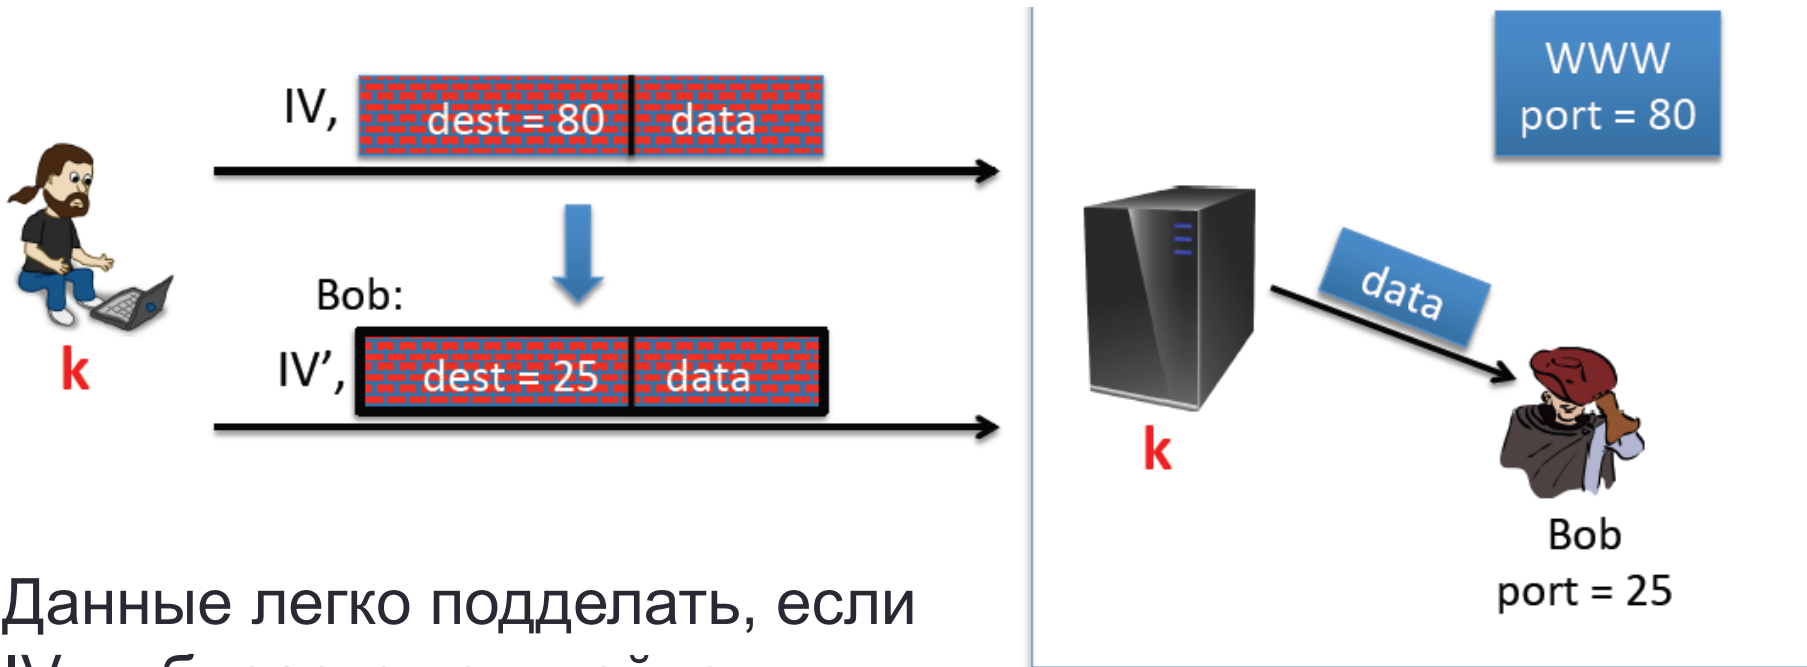 IV,
dest = 80
data
Bob:
IV’,
dest = 25
data
k
WWW
port = 80
data
k
Bob
port = 25
Данные легко подделать, если